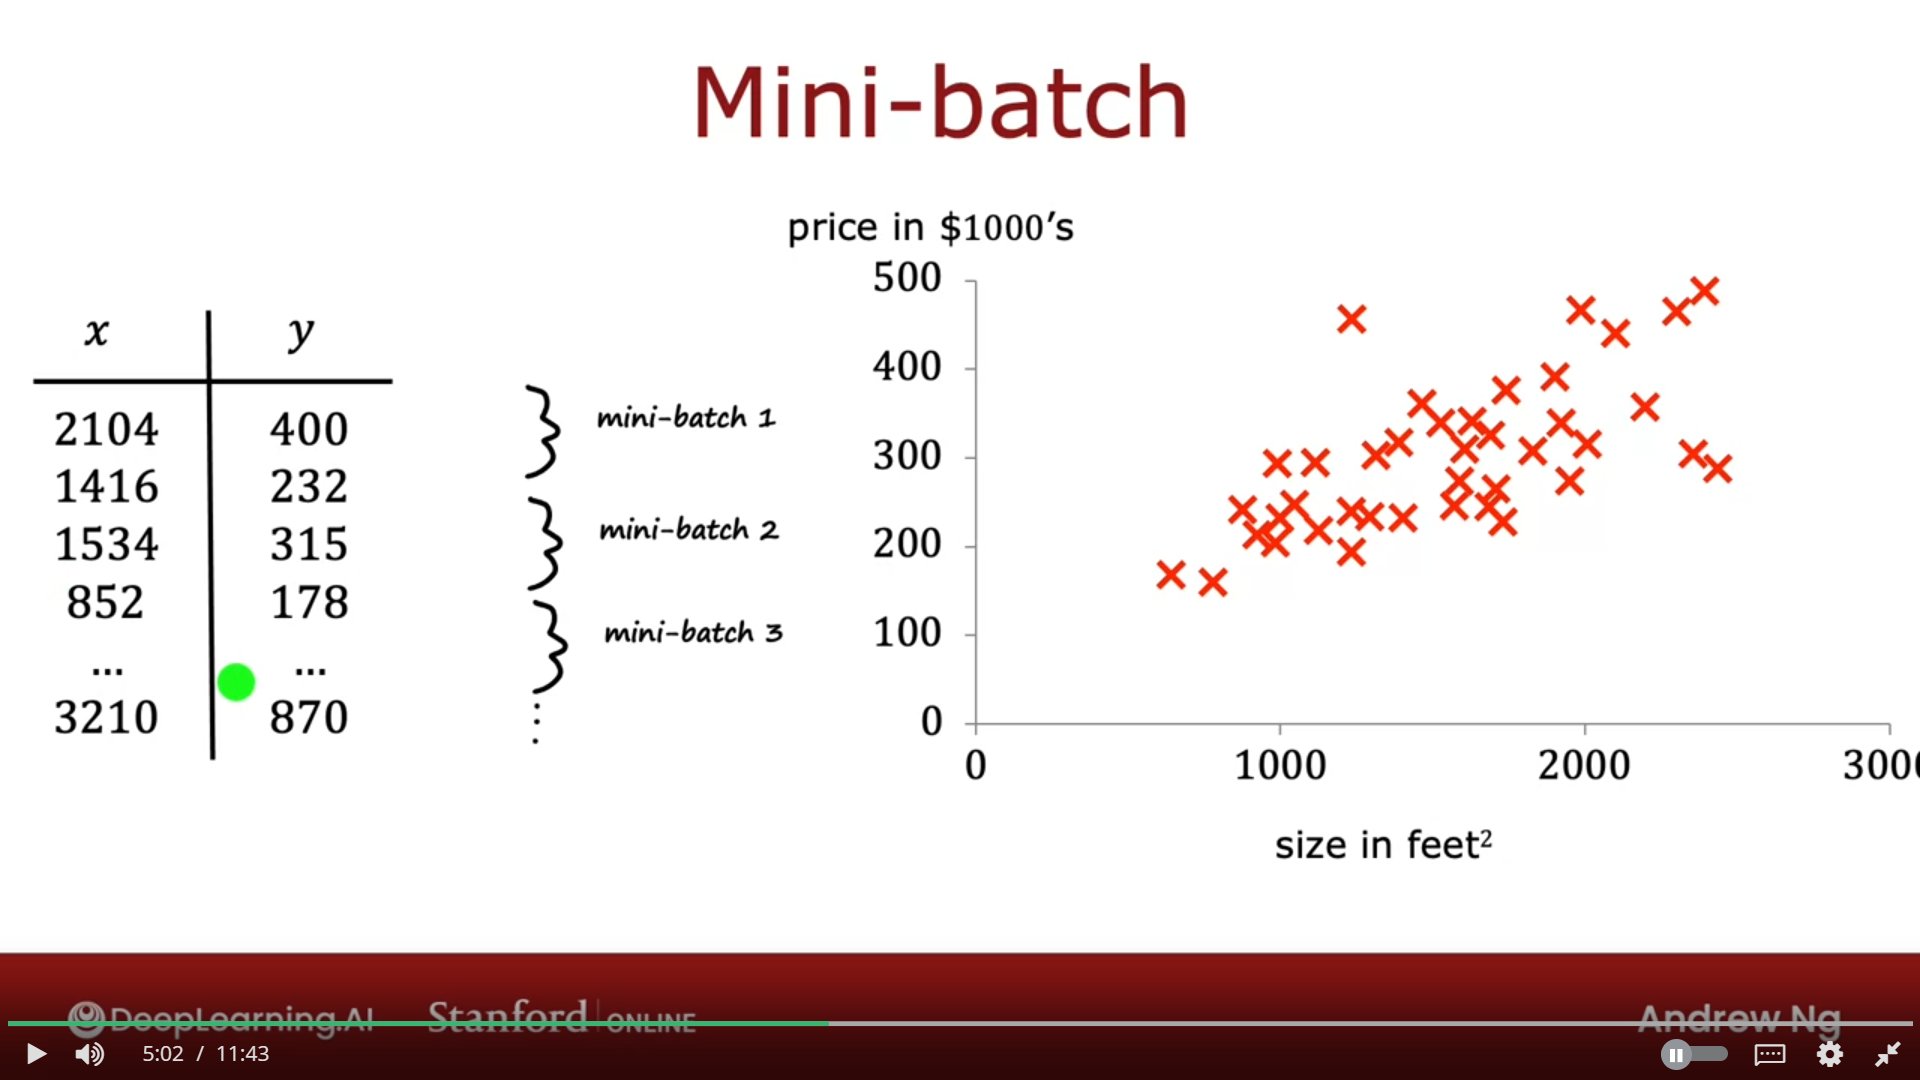 Mini-batch
x y
2104 400
1416 232
1534 315
852 178
... ...
3210 870
mini-batch 1
mini-batch 2
mini-batch 3
⋮
price in $1000's
500
400
300
200
100
0
0 1000 2000 3000
size in feet²
DeepLearning.AI Stanford ONLINE Andrew Ng
5:02 / 11:43